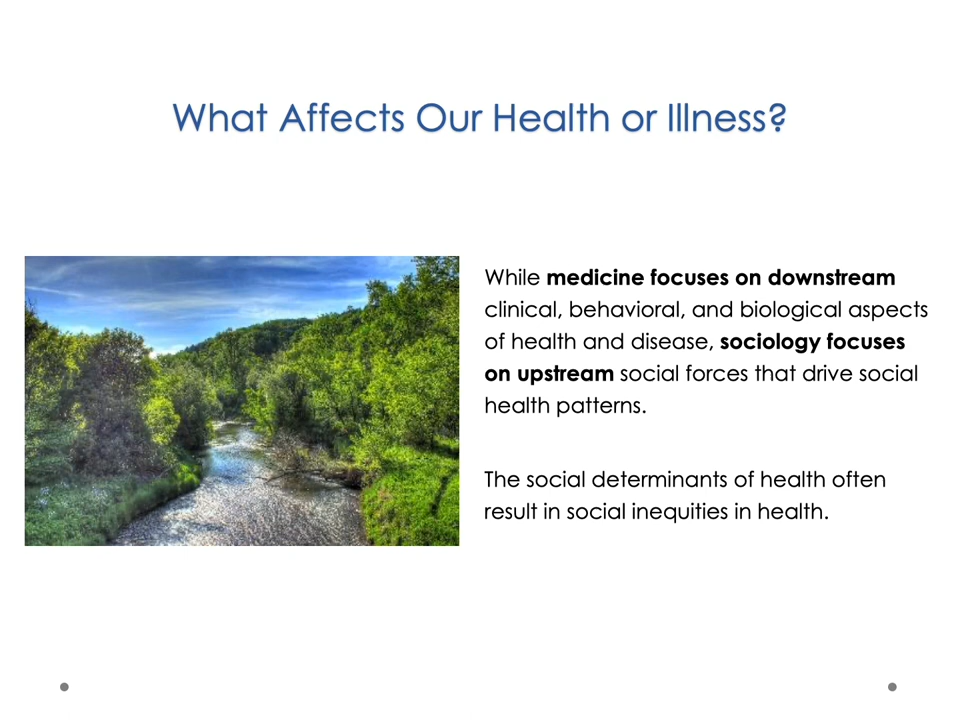 What Affects Our Health or Illness?
While medicine focuses on downstream
clinical, behavioral, and biological aspects
of health and disease, sociology focuses
on upstream social forces that drive social
health patterns.
The social determinants of health often
result in social inequities in health.